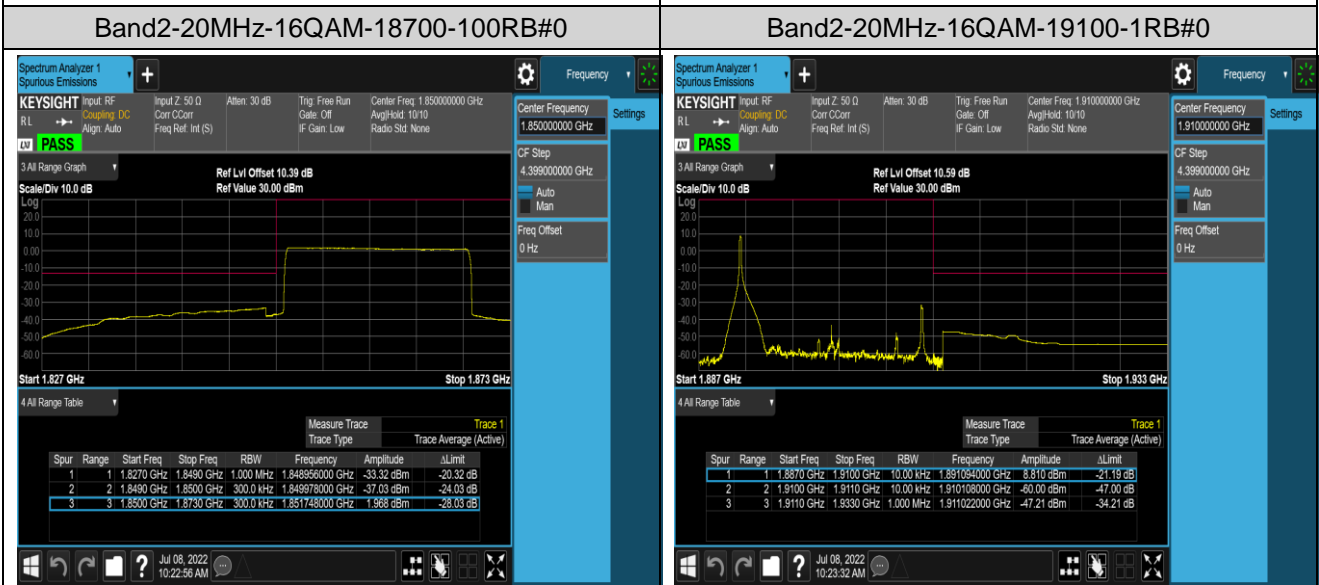 Band2-20MHz-16QAM-18700-100RB#0
Spectrum Analyzer 1
Spurious Emissions
+
Frequency
KEYSIGHT Input: RF Input Z: 50 Ω Atten: 30 dB Trig: Free Run Center Freq: 1.850000000 GHz
RL Coupling: DC Corr CCorr Gate: Off Avg|Hold: 10/10
Align: Auto Freq Ref: Int (S) IF Gain: Low Radio Std: None
LXI PASS
Center Frequency
1.850000000 GHz
Settings
CF Step
4.399000000 GHz
Auto
Man
Freq Offset
0 Hz
3 All Range Graph
Ref Lvl Offset 10.39 dB
Scale/Div 10.0 dB Ref Value 30.00 dBm
Log
20.0
10.0
0.00
-10.0
-20.0
-30.0
-40.0
-50.0
-60.0
Start 1.827 GHz Stop 1.873 GHz
4 All Range Table
Measure Trace Trace 1
Trace Type Trace Average (Active)
Spur Range Start Freq Stop Freq RBW Frequency Amplitude ΔLimit
1 1 1.8270 GHz 1.8490 GHz 1.000 MHz 1.848956000 GHz -33.32 dBm -20.32 dB
2 2 1.8490 GHz 1.8500 GHz 300.0 kHz 1.849978000 GHz -37.03 dBm -24.03 dB
3 3 1.8500 GHz 1.8730 GHz 300.0 kHz 1.851748000 GHz 1.968 dBm -28.03 dB
? Jul 08, 2022
10:22:56 AM
Band2-20MHz-16QAM-19100-1RB#0
Spectrum Analyzer 1
Spurious Emissions
+
Frequency
KEYSIGHT Input: RF Input Z: 50 Ω Atten: 30 dB Trig: Free Run Center Freq: 1.910000000 GHz
RL Coupling: DC Corr CCorr Gate: Off Avg|Hold: 10/10
Align: Auto Freq Ref: Int (S) IF Gain: Low Radio Std: None
LXI PASS
Center Frequency
1.910000000 GHz
Settings
CF Step
4.399000000 GHz
Auto
Man
Freq Offset
0 Hz
3 All Range Graph
Ref Lvl Offset 10.59 dB
Scale/Div 10.0 dB Ref Value 30.00 dBm
Log
20.0
10.0
0.00
-10.0
-20.0
-30.0
-40.0
-50.0
-60.0
Start 1.887 GHz Stop 1.933 GHz
4 All Range Table
Measure Trace Trace 1
Trace Type Trace Average (Active)
Spur Range Start Freq Stop Freq RBW Frequency Amplitude ΔLimit
1 1 1.8870 GHz 1.9100 GHz 10.00 kHz 1.891094000 GHz 8.810 dBm -21.19 dB
2 2 1.9100 GHz 1.9110 GHz 10.00 kHz 1.910108000 GHz -60.00 dBm -47.00 dB
3 3 1.9110 GHz 1.9330 GHz 1.000 MHz 1.911022000 GHz -47.21 dBm -34.21 dB
? Jul 08, 2022
10:23:32 AM